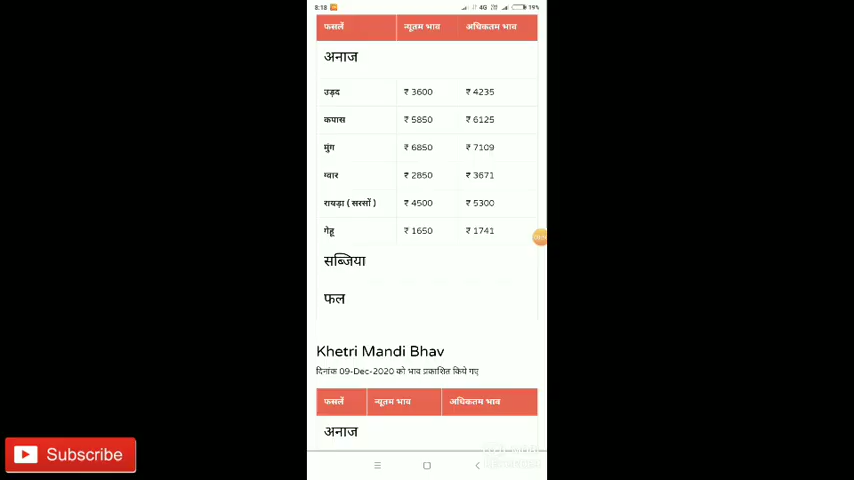 8:18 4G 19%
फसलें न्यूतम भाव अधिकतम भाव
अनाज
उड़द ₹ 3600 ₹ 4235
कपास ₹ 5850 ₹ 6125
मुंग ₹ 6850 ₹ 7109
ग्वार ₹ 2850 ₹ 3671
रायड़ा ( सरसों ) ₹ 4500 ₹ 5300
गेहू ₹ 1650 ₹ 1741
सब्जिया
फल
Khetri Mandi Bhav
दिनांक 09-Dec-2020 को भाव प्रकाशित किये गए
फसलें न्यूतम भाव अधिकतम भाव
अनाज
Subscribe